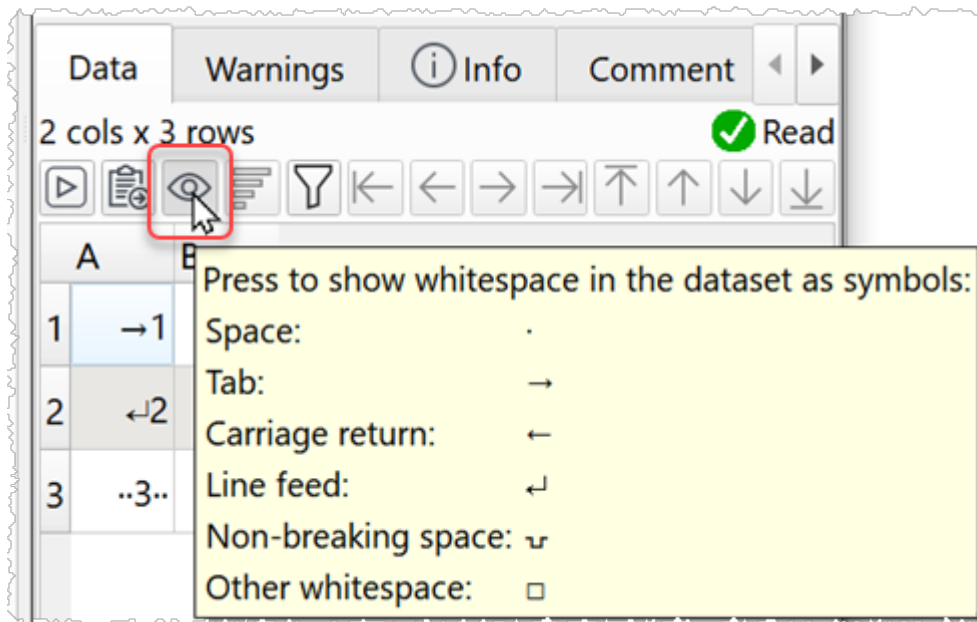 Data Warnings Info Comment
2 cols x 3 rows Read
A
Press to show whitespace in the dataset as symbols:
1 →1
Space: ·
Tab: →
2 ↵2
Carriage return: ←
Line feed: ↵
3 ··3··
Non-breaking space: ⺶
Other whitespace: □